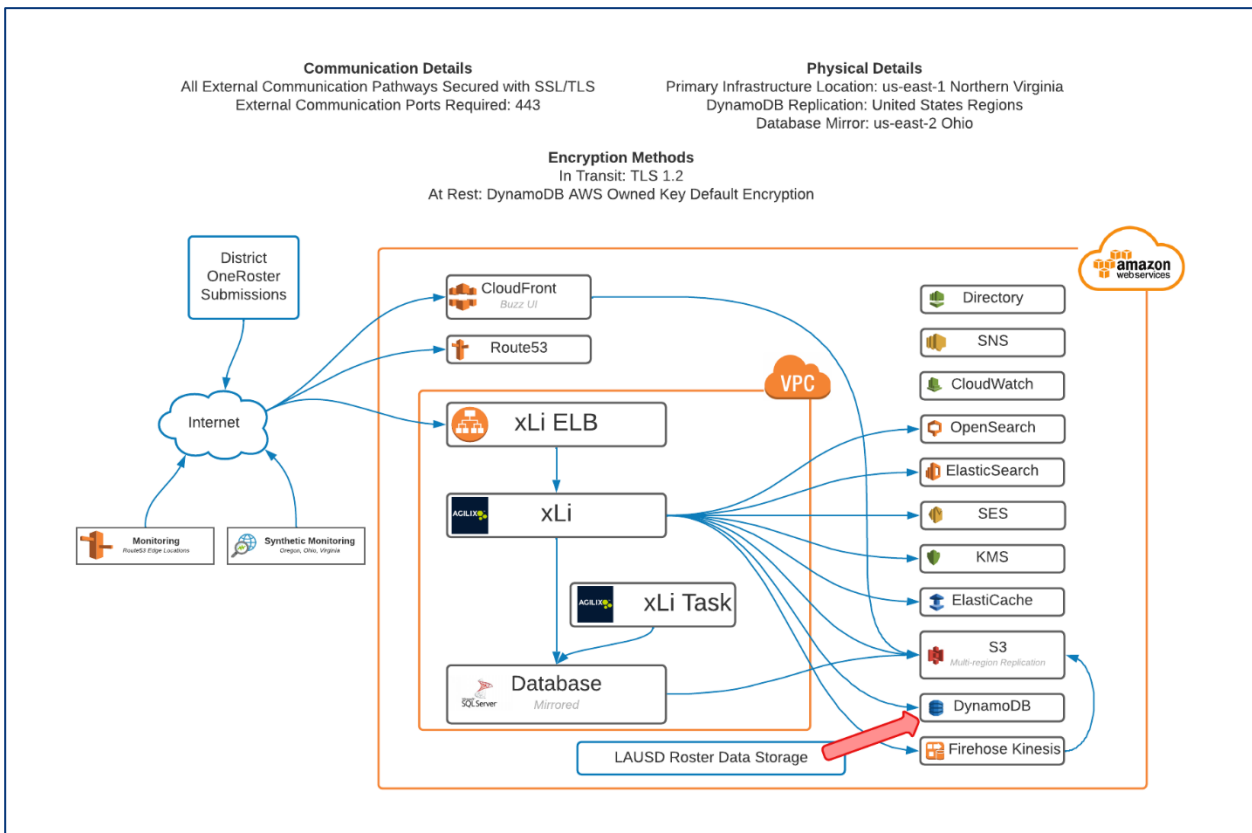 Communication Details
All External Communication Pathways Secured with SSL/TLS
External Communication Ports Required: 443
Physical Details
Primary Infrastructure Location: us-east-1 Northern Virginia
DynamoDB Replication: United States Regions
Database Mirror: us-east-2 Ohio
Encryption Methods
In Transit: TLS 1.2
At Rest: DynamoDB AWS Owned Key Default Encryption
District
OneRoster
Submissions
amazon
webservices
CloudFront
Buzz UI
Route53
Directory
SNS
CloudWatch
VPC
Internet
xLi ELB
OpenSearch
ElasticSearch
AGILIX
xLi
SES
Monitoring
Route53 Edge Locations
Synthetic Monitoring
Oregon, Ohio, Virginia
KMS
AGILIX
xLi Task
ElastiCache
S3
Multi-region Replication
SQL Server
Database
Mirrored
DynamoDB
LAUSD Roster Data Storage
Firehose Kinesis